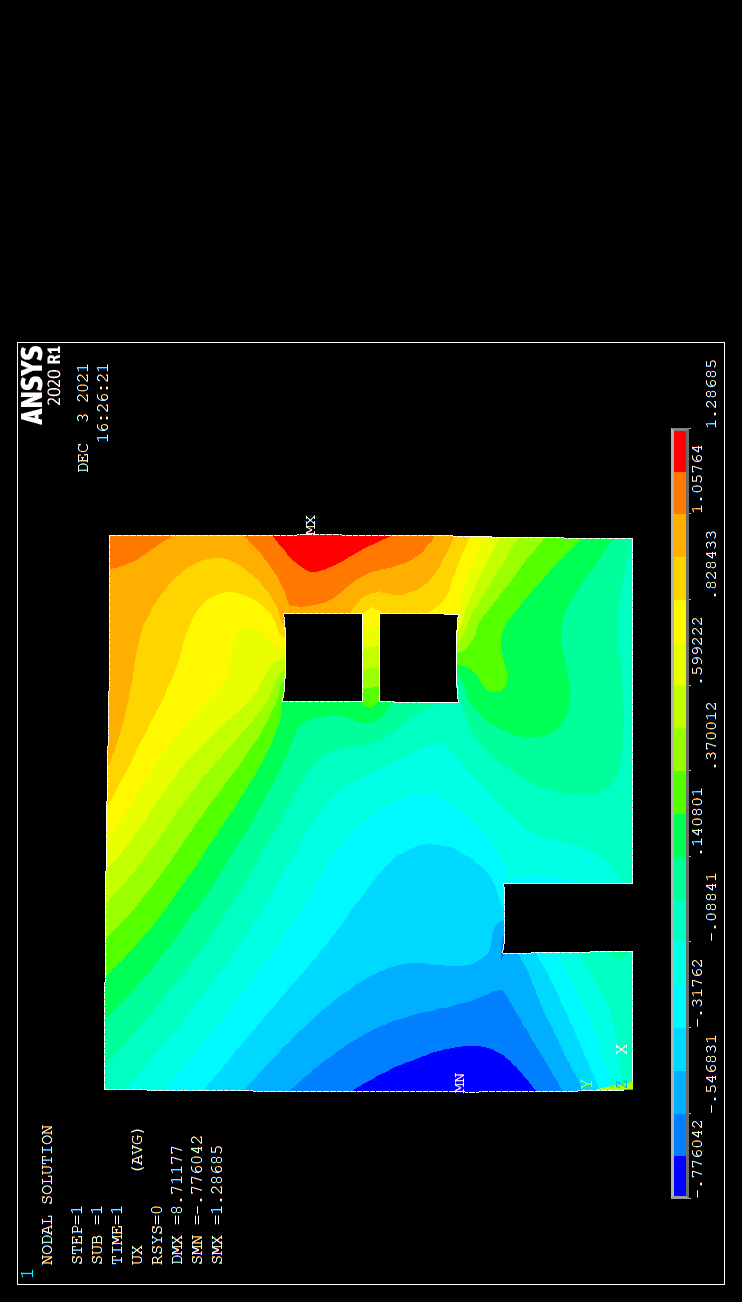 1
NODAL SOLUTION
STEP=1
SUB =1
TIME=1
UX (AVG)
RSYS=0
DMX =8.71177
SMN =-.776042
SMX =1.28685
ANSYS
2020 R1
DEC 3 2021
16:26:21
MX
MN
Y
Z X
-.776042
-.546831
-.31762
-.08841
.140801
.370012
.599222
.828433
1.05764
1.28685